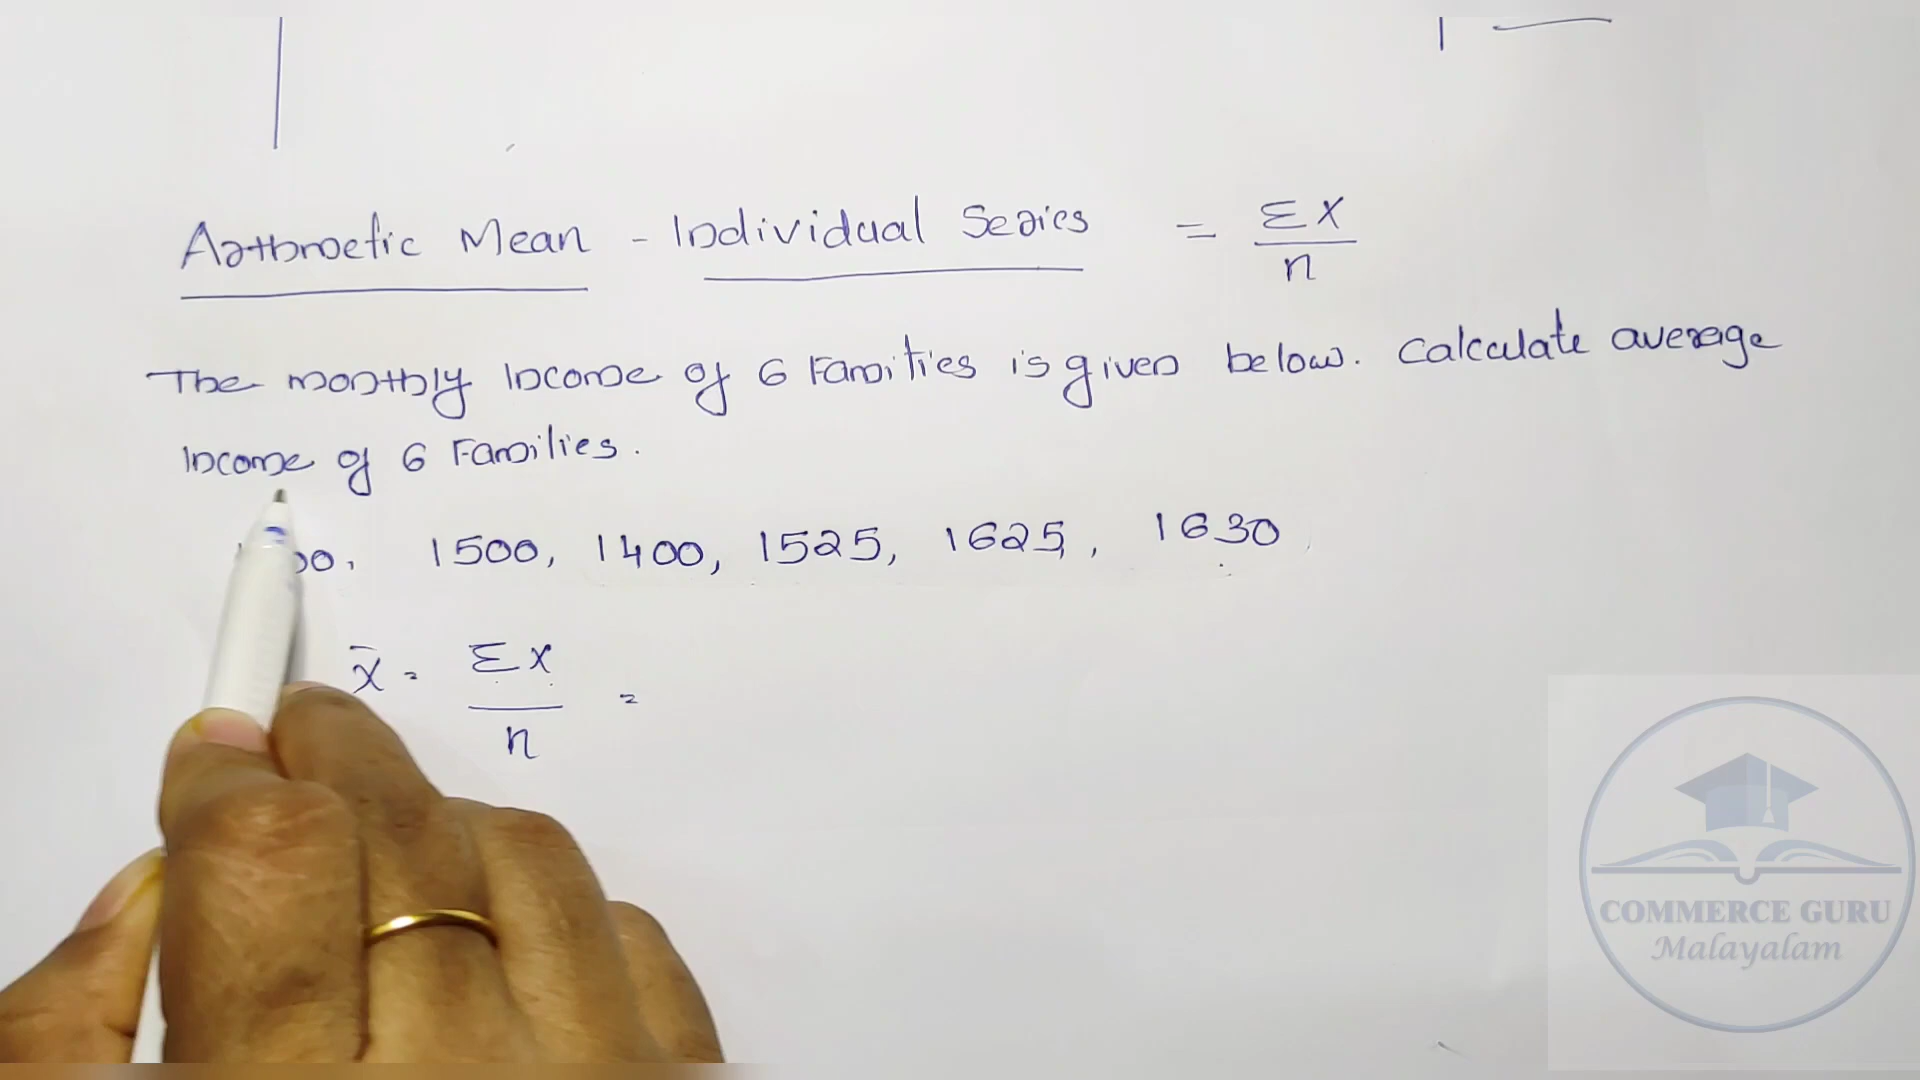 Arithmetic Mean - Individual Series = ΣX
n
The monthly Income of 6 Families is given below. Calculate average
Income of 6 Families.
1500, 1400, 1525, 1625, 1630
x̄ = Σx
n =
COMMERCE GURU
Malayalam